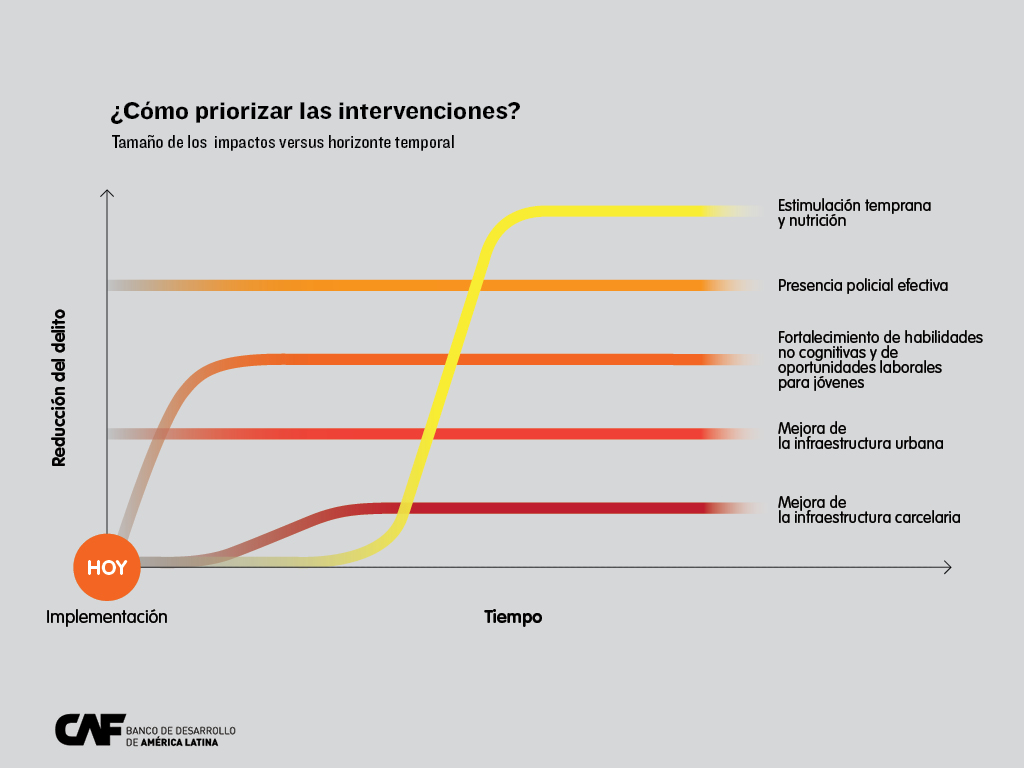 ¿Cómo priorizar las intervenciones?
Tamaño de los impactos versus horizonte temporal
Reducción del delito
Estimulación temprana
y nutrición
Presencia policial efectiva
Fortalecimiento de habilidades
no cognitivas y de
oportunidades laborales
para jóvenes
Mejora de
la infraestructura urbana
Mejora de
la infraestructura carcelaria
HOY
Implementación
Tiempo
CAF
BANCO DE DESARROLLO
DE AMÉRICA LATINA